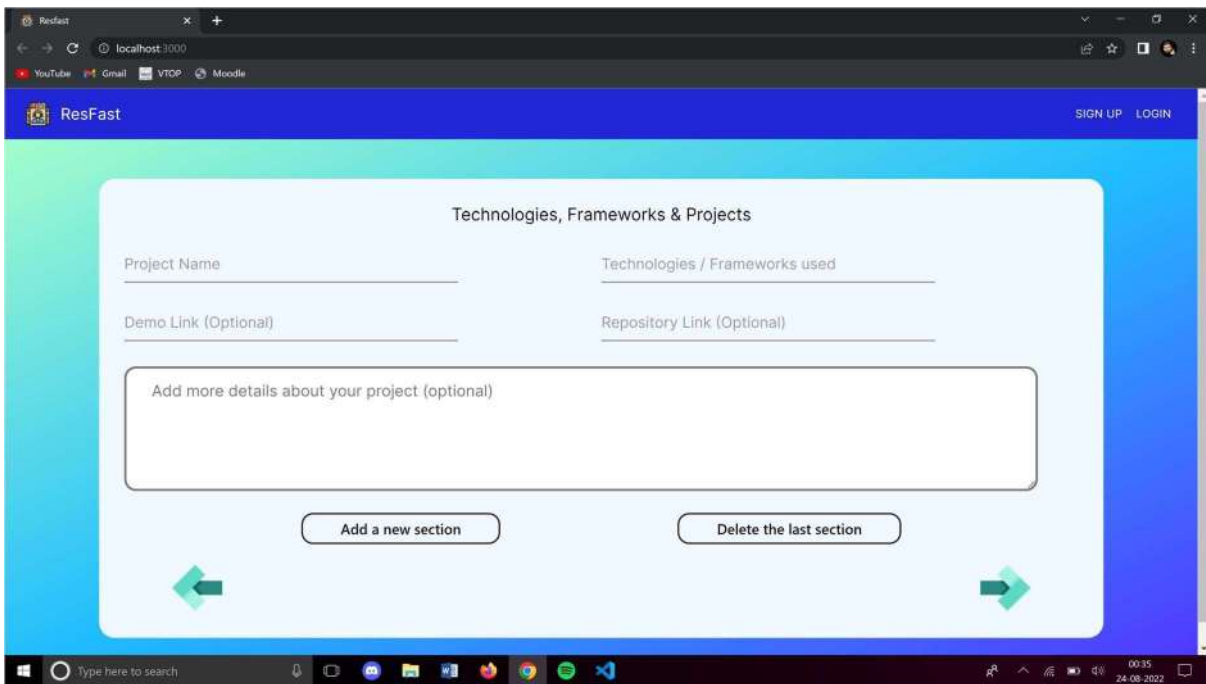 Resfast
localhost:3000
YouTube Gmail VTOP Moodle
ResFast SIGN UP LOGIN
Technologies, Frameworks & Projects
Project Name Technologies / Frameworks used
Demo Link (Optional) Repository Link (Optional)
Add more details about your project (optional)
Add a new section Delete the last section
Type here to search
00:35
24-08-2022